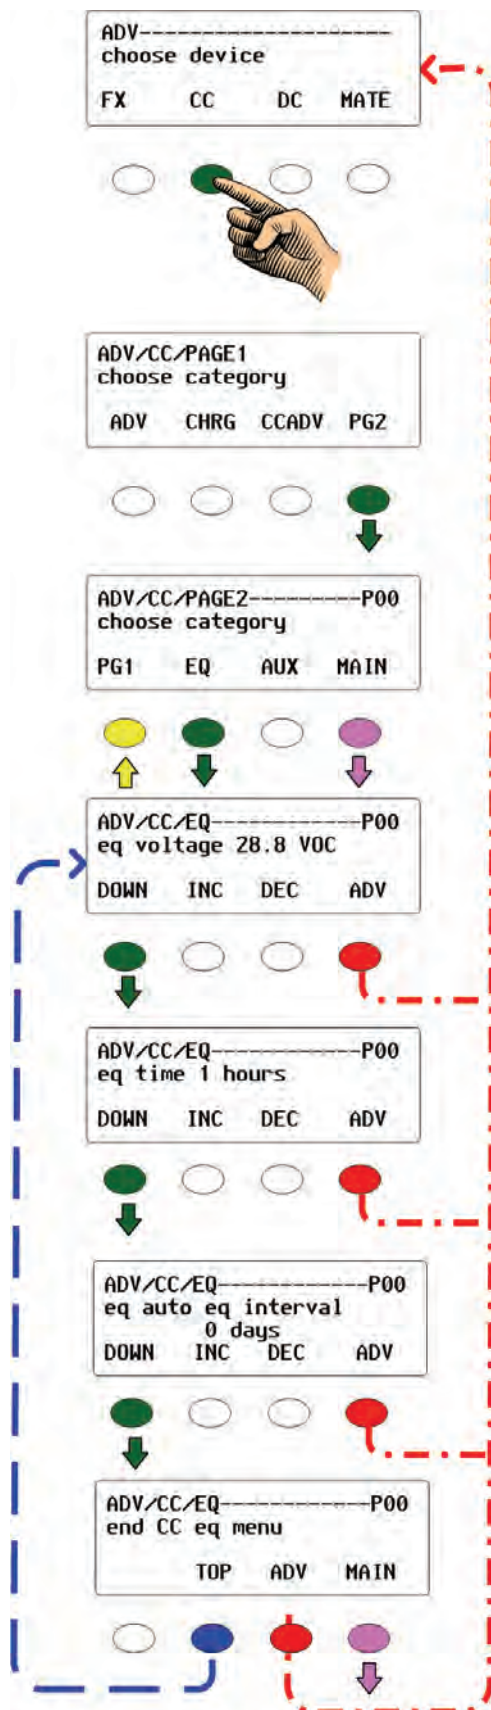 ADV---------------------
choose device
FX CC DC MATE
ADV/CC/PAGE1
choose category
ADV CHRG CCADV PG2
ADV/CC/PAGE2----------P00
choose category
PG1 EQ AUX MAIN
ADV/CC/EQ-------------P00
eq voltage 28.8 VOC
DOWN INC DEC ADV
ADV/CC/EQ-------------P00
eq time 1 hours
DOWN INC DEC ADV
ADV/CC/EQ-------------P00
eq auto eq interval
0 days
DOWN INC DEC ADV
ADV/CC/EQ-------------P00
end CC eq menu
TOP ADV MAIN